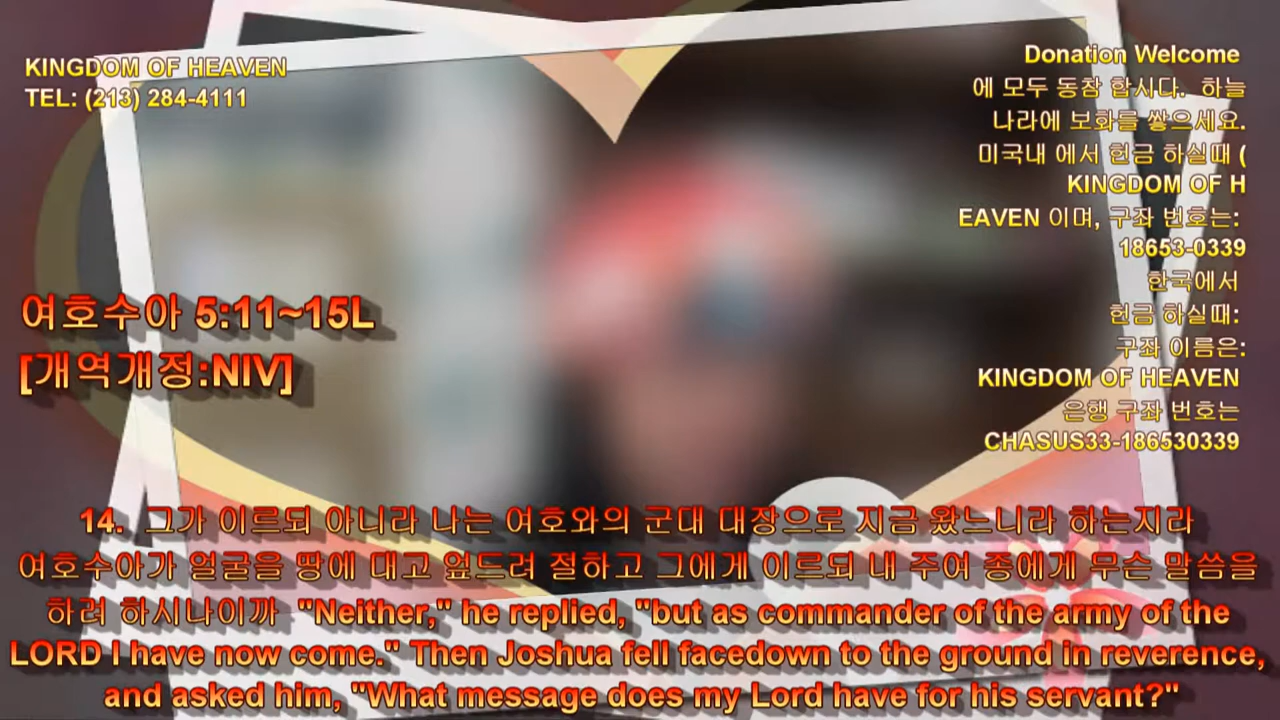 KINGDOM OF HEAVEN
TEL: (213) 284-4111
Donation Welcome
에 모두 동참 합시다. 하늘
나라에 보화를 쌓으세요.
미국내 에서 헌금 하실때 (
KINGDOM OF H
EAVEN 이며, 구좌 번호는:
18653-0339
한국에서
헌금 하실때:
구좌 이름은:
KINGDOM OF HEAVEN
은행 구좌 번호는
CHASUS33-186530339
여호수아 5:11~15L
[개역개정:NIV]
14. 그가 이르되 아니라 나는 여호와의 군대 대장으로 지금 왔느니라 하는지라
여호수아가 얼굴을 땅에 대고 엎드려 절하고 그에게 이르되 내 주여 종에게 무슨 말씀을
하려 하시나이까 "Neither," he replied, "but as commander of the army of the
LORD I have now come." Then Joshua fell facedown to the ground in reverence,
and asked him, "What message does my Lord have for his servant?"